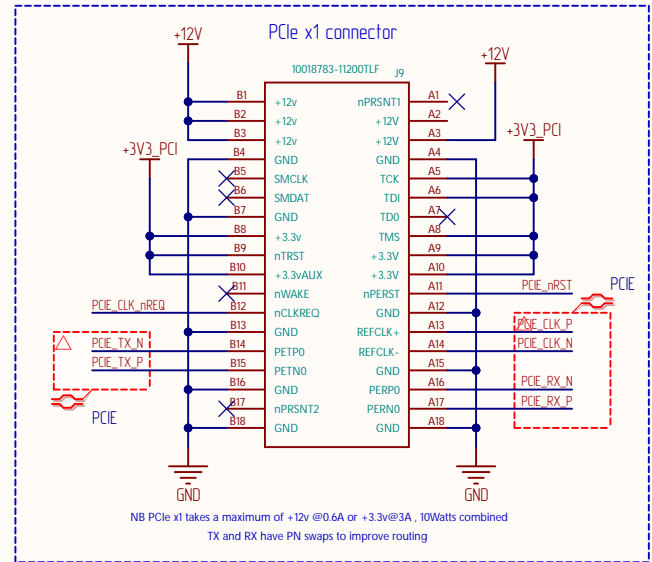 PCIe x1 connector
+12V
+12V
10018783-11200TLF
J9
+3V3_PCI
+3V3_PCI
B1 +12v nPRSNT1 A1
B2 +12v +12V A2
B3 +12v +12V A3
B4 GND GND A4
B5 SMCLK TCK A5
B6 SMDAT TDI A6
B7 GND TD0 A7
B8 +3.3v TMS A8
B9 nTRST +3.3V A9
B10 +3.3vAUX +3.3V A10
B11 nWAKE nPERST A11 PCIE_nRST
PCIE
PCIE_CLK_nREQ B12 nCLKREQ GND A12
B13 GND REFCLK+ A13 PCIE_CLK_P
PCIE_TX_N B14 PETP0 REFCLK- A14 PCIE_CLK_N
PCIE_TX_P B15 PETN0 GND A15
B16 GND PERP0 A16 PCIE_RX_N
B17 nPRSNT2 PERN0 A17 PCIE_RX_P
PCIE
B18 GND GND A18
GND
GND
NB PCIe x1 takes a maximum of +12v @0.6A or +3.3v@3A , 10Watts combined
TX and RX have PN swaps to improve routing